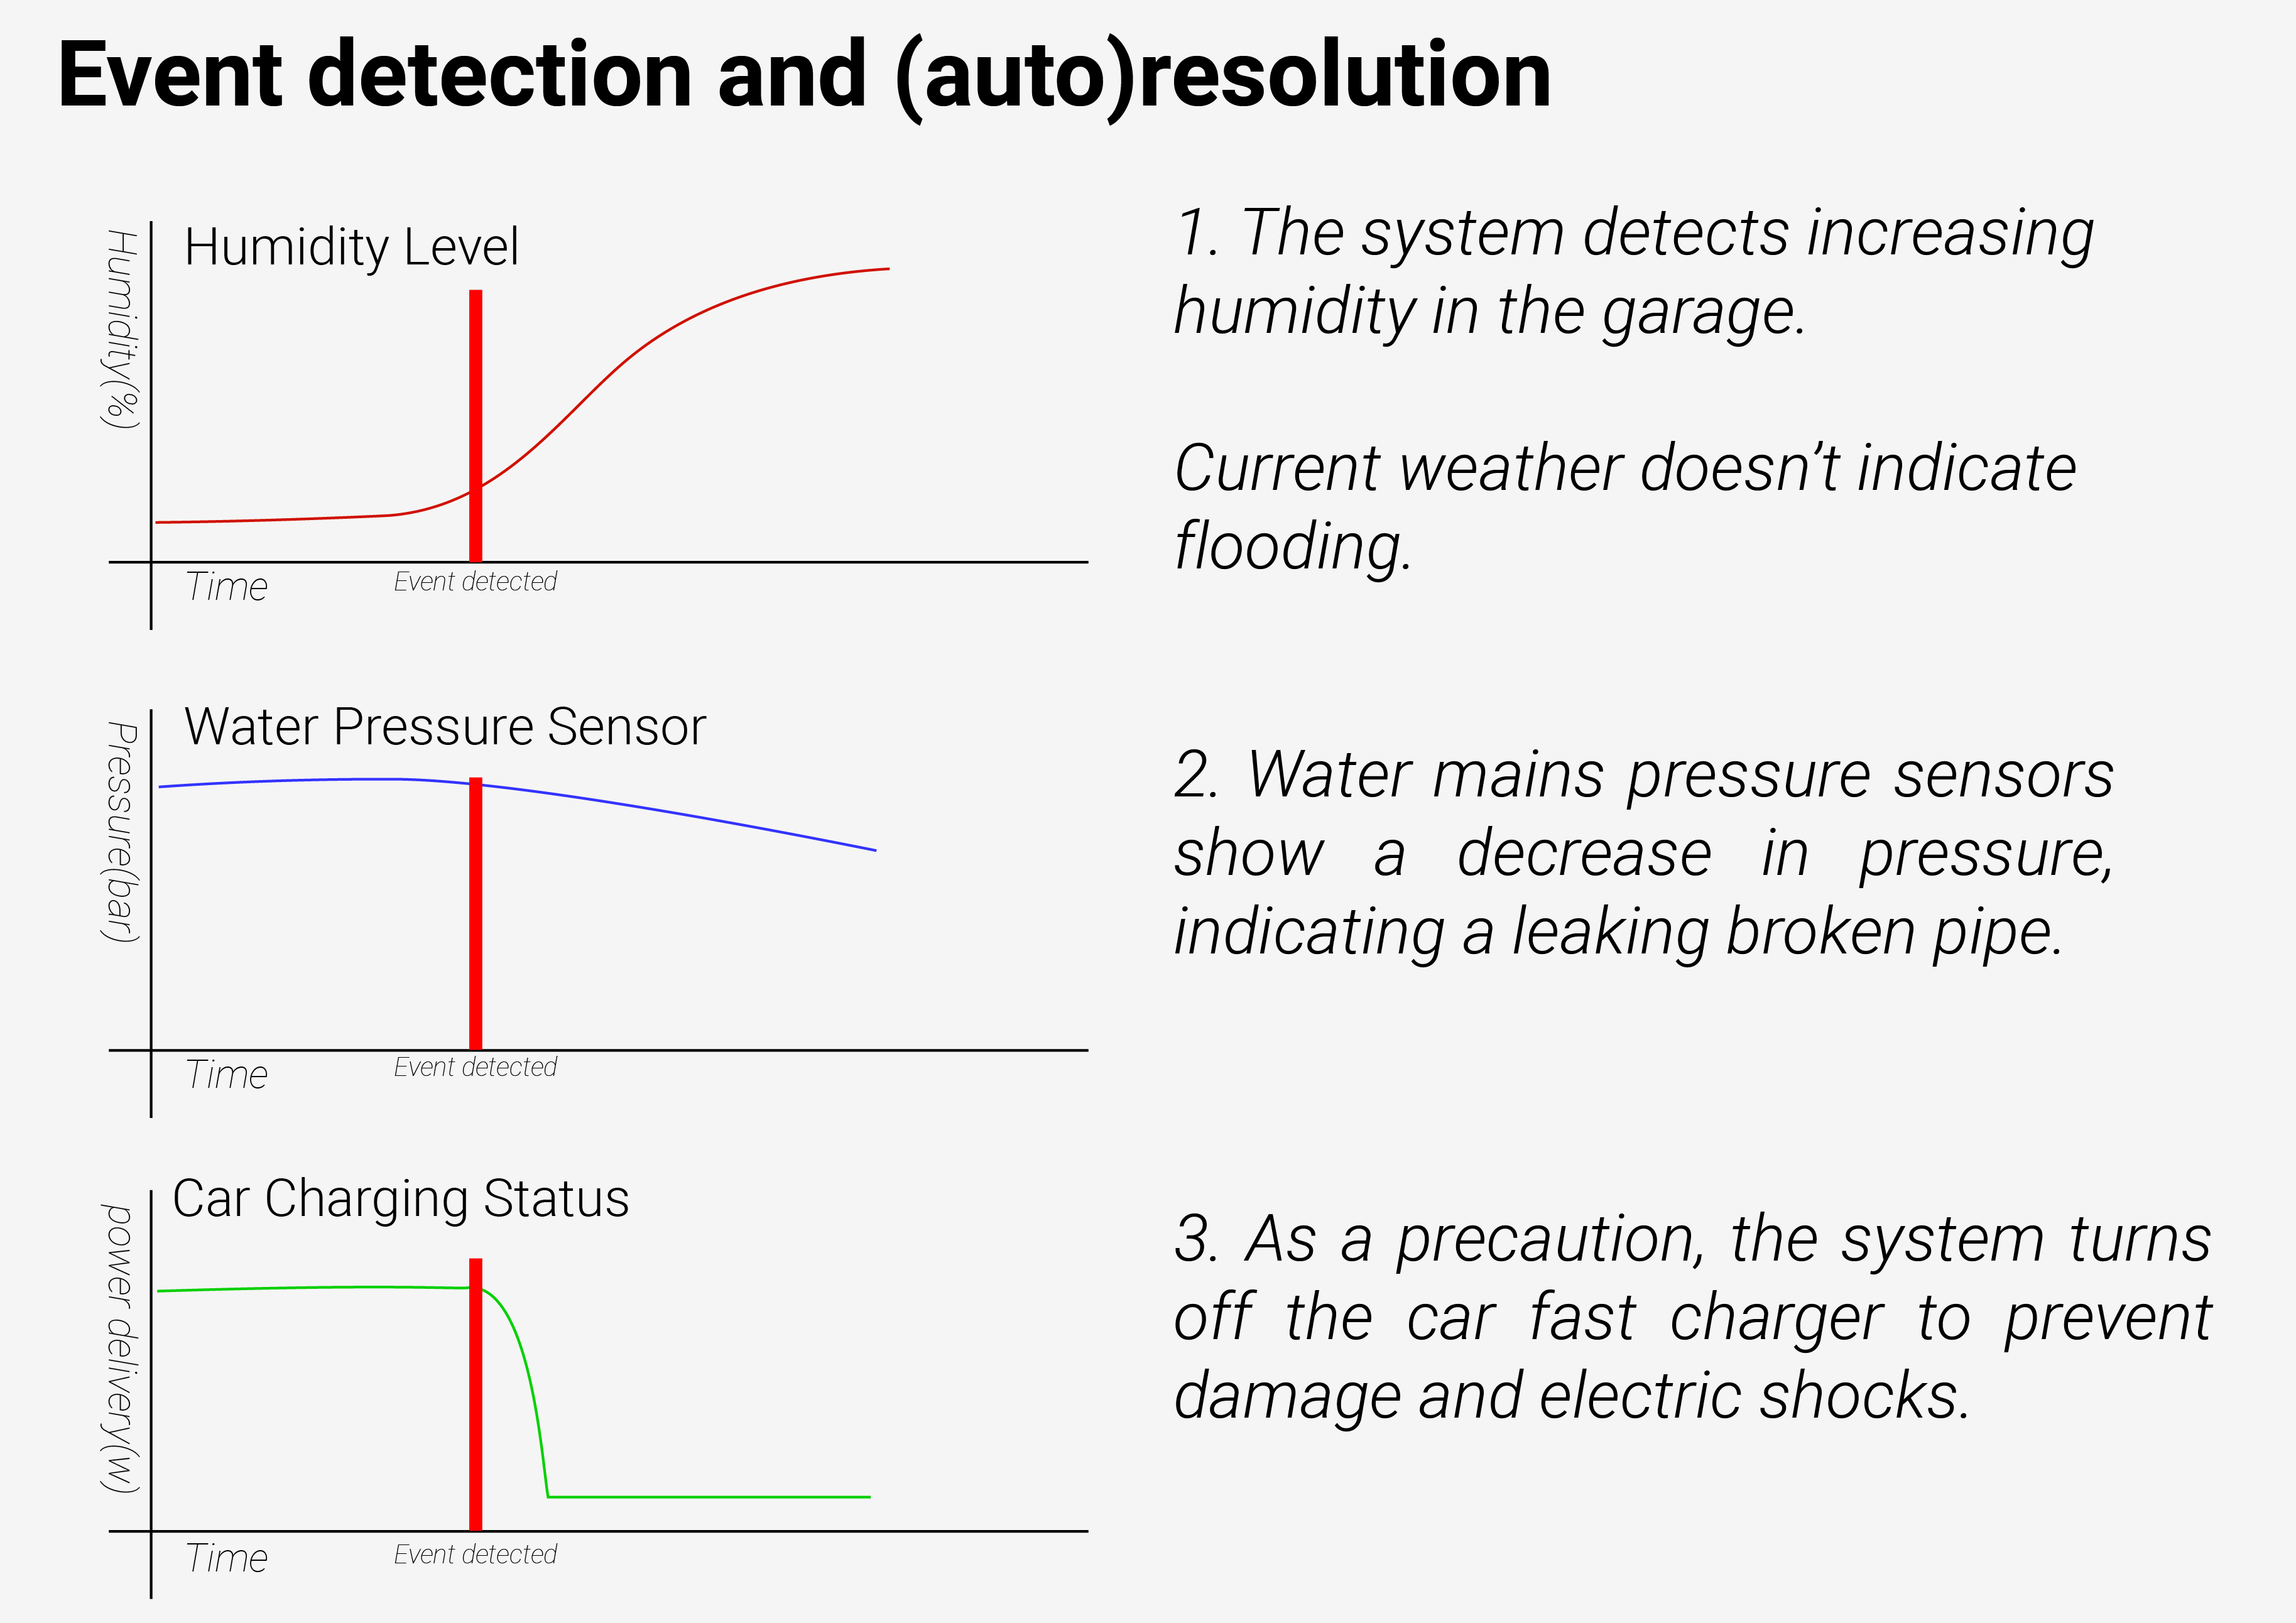 Event detection and (auto)resolution
Humidity Level
Humidity(%)
Time
Event detected
1. The system detects increasing
humidity in the garage.
Current weather doesn’t indicate
flooding.
Water Pressure Sensor
Pressure(bar)
Time
Event detected
2. Water mains pressure sensors
show a decrease in pressure,
indicating a leaking broken pipe.
Car Charging Status
power delivery(w)
Time
Event detected
3. As a precaution, the system turns
off the car fast charger to prevent
damage and electric shocks.